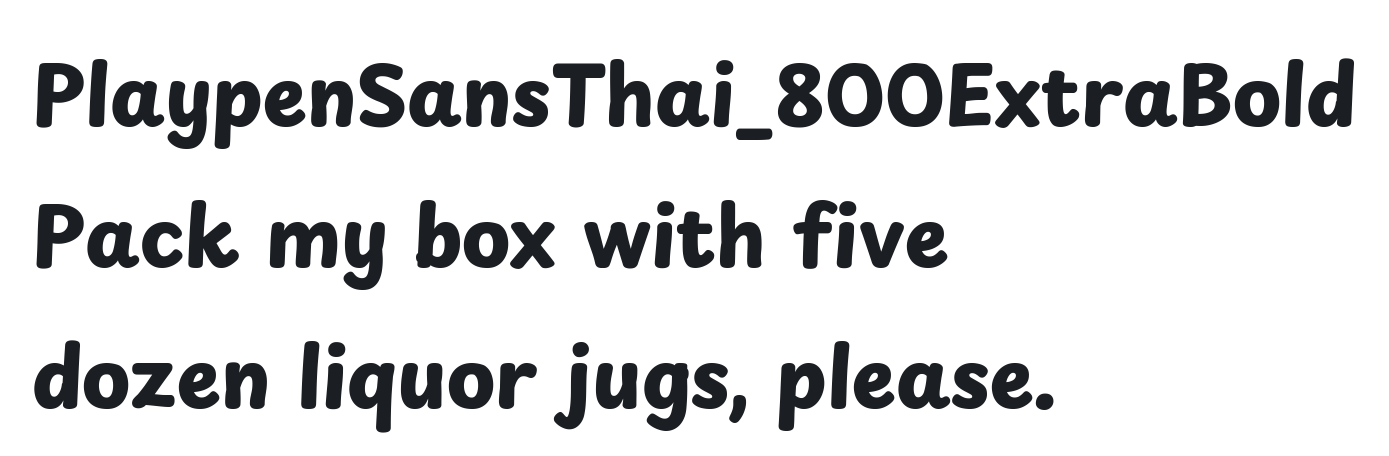 PlaypenSansThai_800ExtraBold
Pack my box with five
dozen liquor jugs, please.